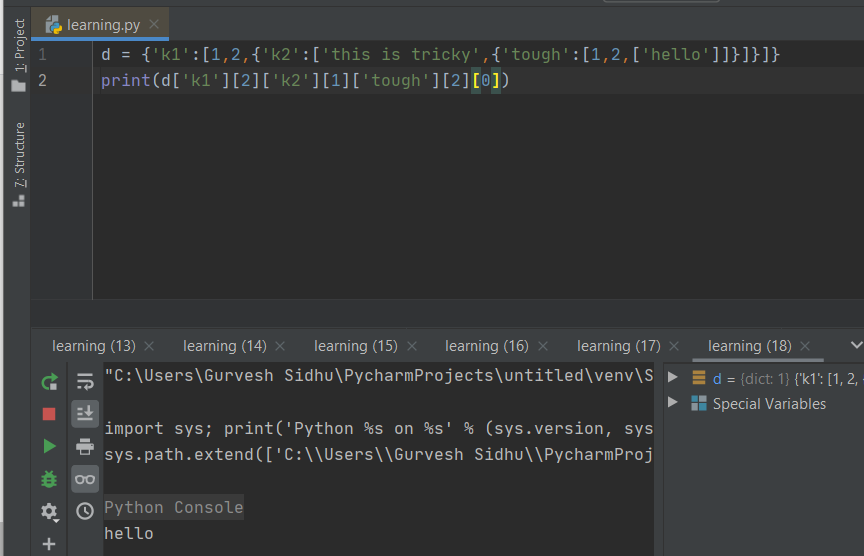 1: Project
learning.py
1 d = {'k1':[1,2,{'k2':['this is tricky',{'tough':[1,2,['hello']]}]}]}
2 print(d['k1'][2]['k2'][1]['tough'][2][0])
7: Structure
learning (13) learning (14) learning (15) learning (16) learning (17) learning (18)
"C:\Users\Gurvesh Sidhu\PycharmProjects\untitled\venv\S
import sys; print('Python %s on %s' % (sys.version, sys
sys.path.extend(['C:\\Users\\Gurvesh Sidhu\\PycharmProj
Python Console
hello
d = {dict: 1} {'k1': [1, 2,
Special Variables